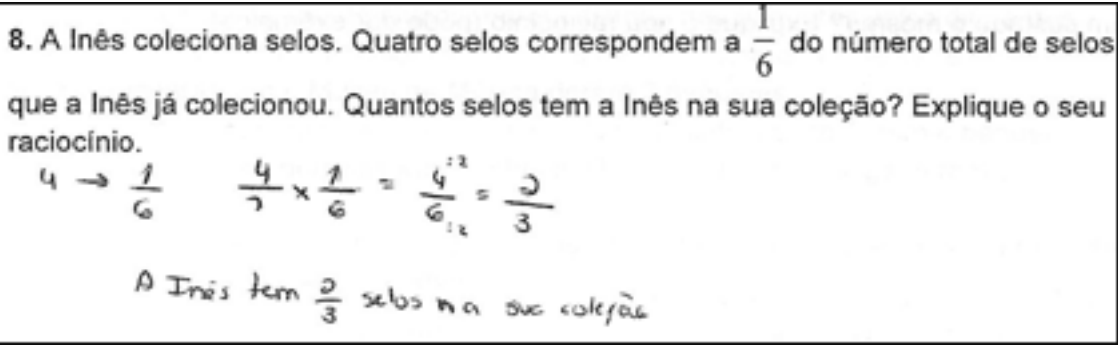 8. A Inês coleciona selos. Quatro selos correspondem a 1/6 do número total de selos
que a Inês já colecionou. Quantos selos tem a Inês na sua coleção? Explique o seu
raciocínio.
4 → 1/6    4/1 × 1/6 = 4:2/6:2 = 2/3
A Inês tem 2/3 selos na sua coleção